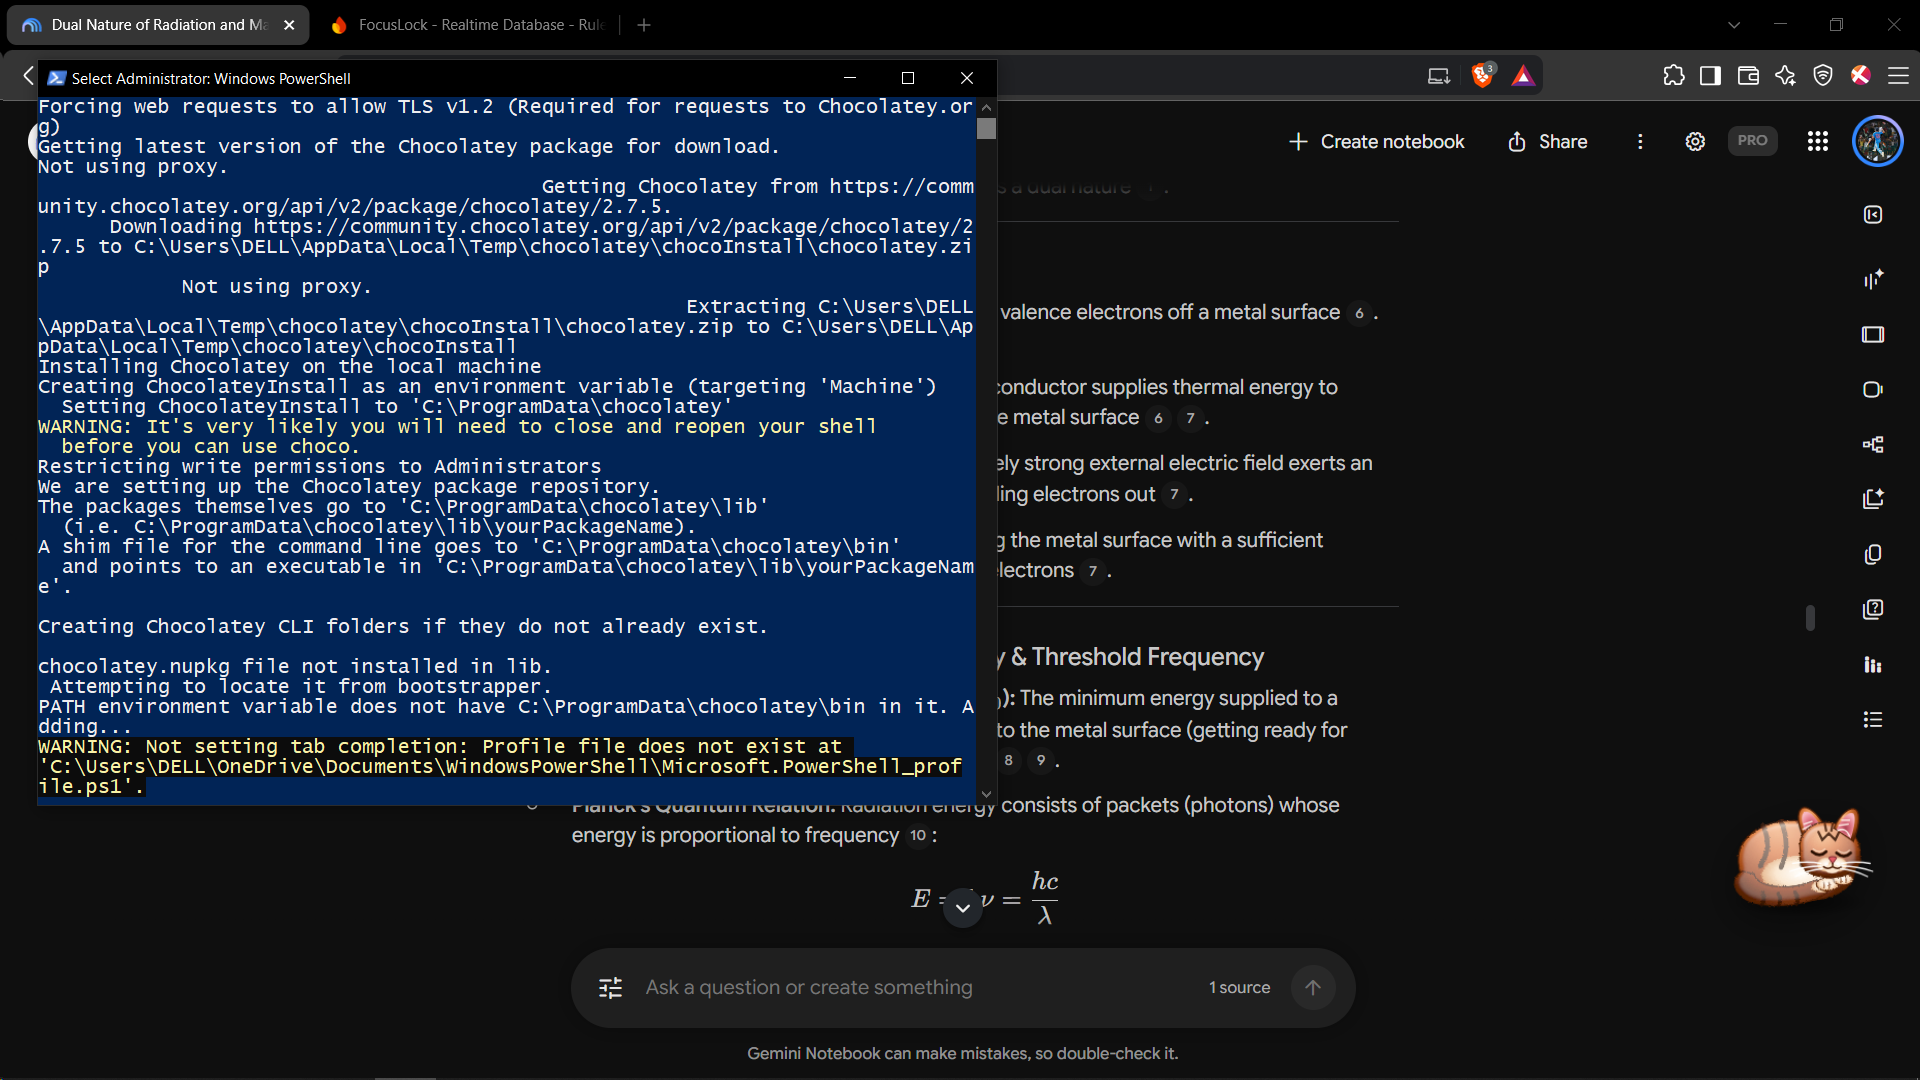 Dual Nature of Radiation and Ma
FocusLock - Realtime Database - Rule
Select Administrator: Windows PowerShell
3
Forcing web requests to allow TLS v1.2 (Required for requests to Chocolatey.or
g)
Getting latest version of the Chocolatey package for download.
Not using proxy.
Getting Chocolatey from https://comm
unity.chocolatey.org/api/v2/package/chocolatey/2.7.5.
Downloading https://community.chocolatey.org/api/v2/package/chocolatey/2
.7.5 to C:\Users\DELL\AppData\Local\Temp\chocolatey\chocoInstall\chocolatey.zi
p
Not using proxy.
Extracting C:\Users\DELL
\AppData\Local\Temp\chocolatey\chocoInstall\chocolatey.zip to C:\Users\DELL\Ap
pData\Local\Temp\chocolatey\chocoInstall
Installing Chocolatey on the local machine
Creating ChocolateyInstall as an environment variable (targeting 'Machine')
Setting ChocolateyInstall to 'C:\ProgramData\chocolatey'
WARNING: It's very likely you will need to close and reopen your shell
before you can use choco.
Restricting write permissions to Administrators
We are setting up the Chocolatey package repository.
The packages themselves go to 'C:\ProgramData\chocolatey\lib'
(i.e. C:\ProgramData\chocolatey\lib\yourPackageName).
A shim file for the command line goes to 'C:\ProgramData\chocolatey\bin'
and points to an executable in 'C:\ProgramData\chocolatey\lib\yourPackageNam
e'.
Creating Chocolatey CLI folders if they do not already exist.
chocolatey.nupkg file not installed in lib.
Attempting to locate it from bootstrapper.
PATH environment variable does not have C:\ProgramData\chocolatey\bin in it. A
dding...
WARNING: Not setting tab completion: Profile file does not exist at
'C:\Users\DELL\OneDrive\Documents\WindowsPowerShell\Microsoft.PowerShell_prof
ile.ps1'.
Create notebook
Share
PRO
s a dual nature 1 .
valence electrons off a metal surface 6 .
conductor supplies thermal energy to
e metal surface 6 7 .
ely strong external electric field exerts an
ling electrons out 7 .
g the metal surface with a sufficient
lectrons 7 .
y & Threshold Frequency
): The minimum energy supplied to a
to the metal surface (getting ready for
8 9 .
Planck's Quantum Relation: Radiation energy consists of packets (photons) whose
energy is proportional to frequency 10 :
E = ν = hc
λ
Ask a question or create something
1 source
Gemini Notebook can make mistakes, so double-check it.